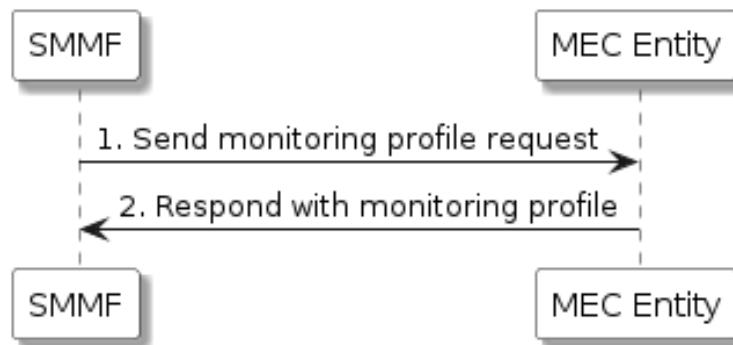 SMMF
MEC Entity
1. Send monitoring profile request
2. Respond with monitoring profile
SMMF
MEC Entity